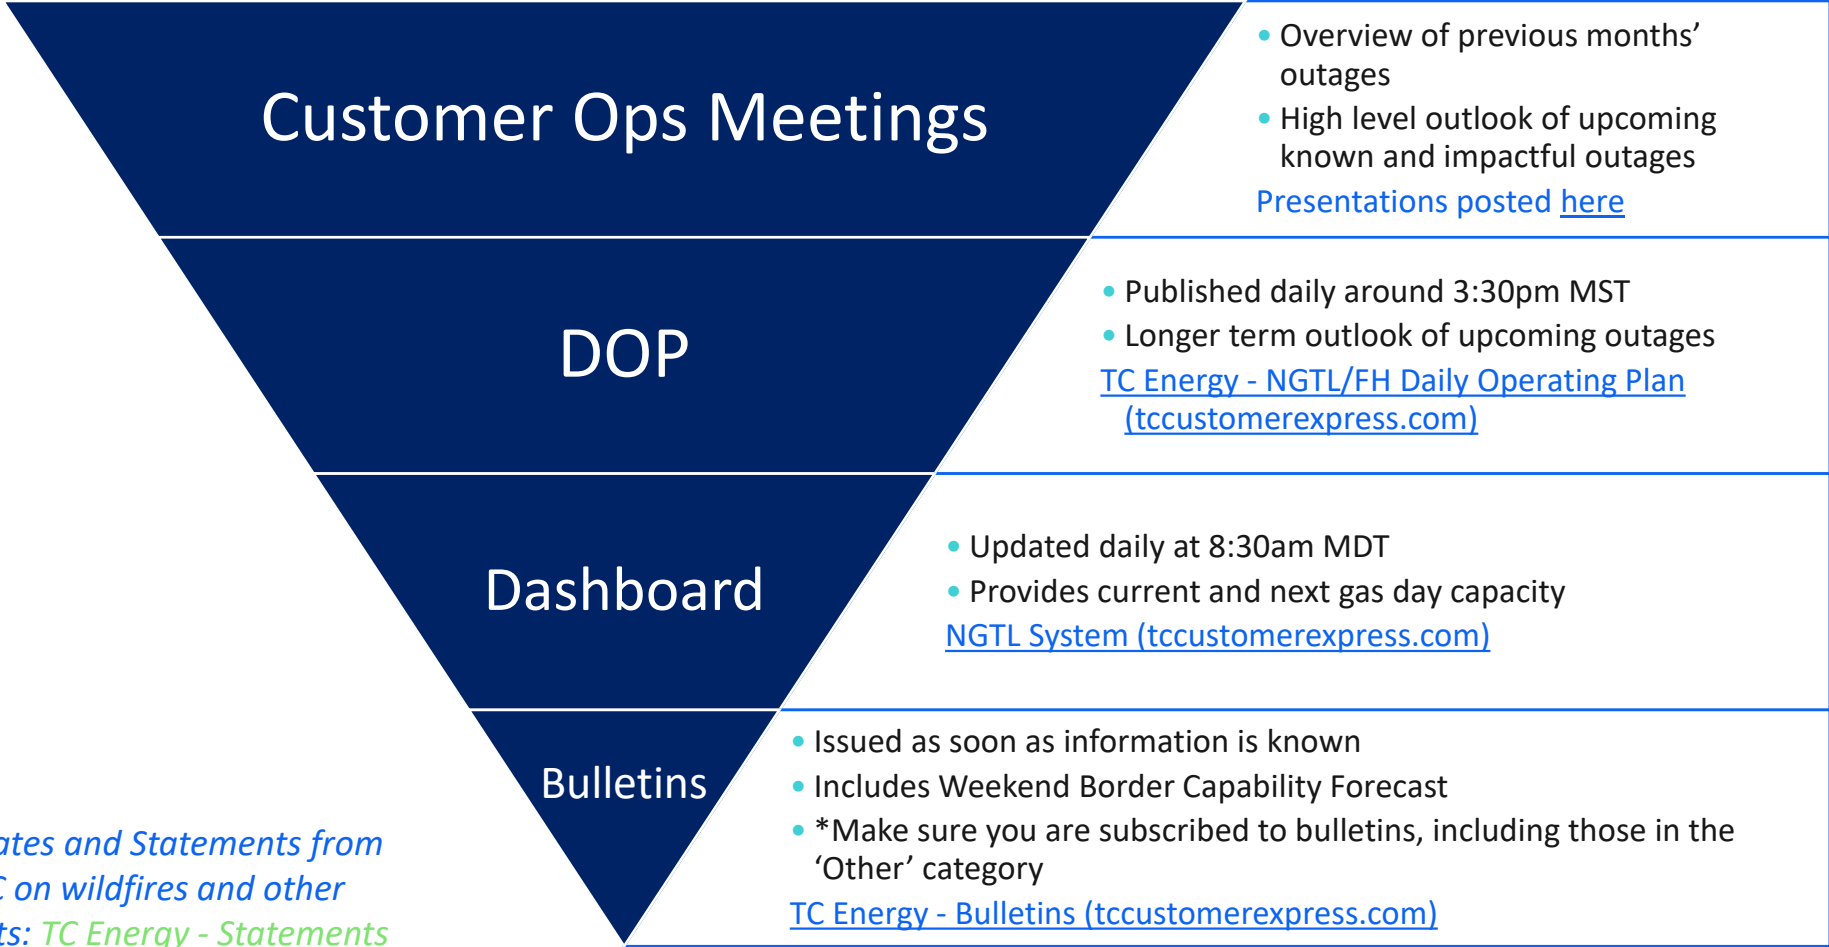 Customer Ops Meetings
• Overview of previous months’
outages
• High level outlook of upcoming
known and impactful outages
Presentations posted here
DOP
• Published daily around 3:30pm MST
• Longer term outlook of upcoming outages
TC Energy - NGTL/FH Daily Operating Plan
(tccustomerexpress.com)
Dashboard
• Updated daily at 8:30am MDT
• Provides current and next gas day capacity
NGTL System (tccustomerexpress.com)
Bulletins
• Issued as soon as information is known
• Includes Weekend Border Capability Forecast
• *Make sure you are subscribed to bulletins, including those in the
‘Other’ category
TC Energy - Bulletins (tccustomerexpress.com)
and Statements from
on wildfires and other
TC Energy - Statements